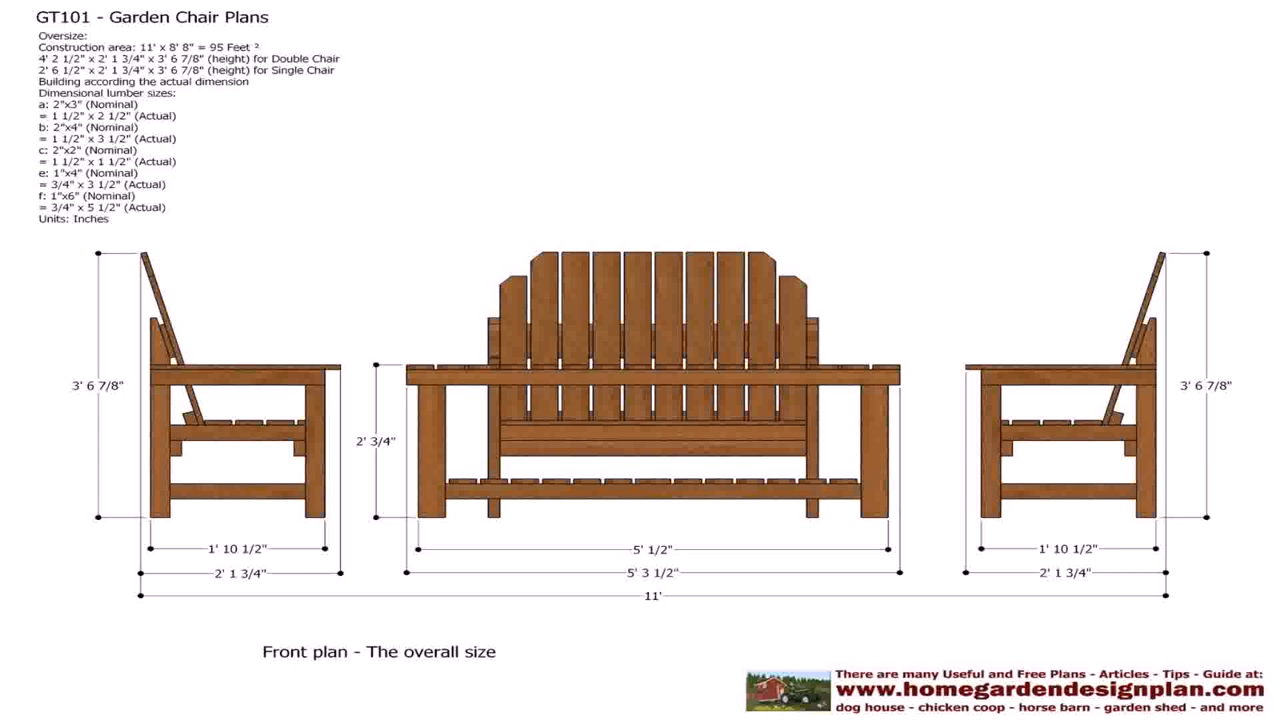 GT101 - Garden Chair Plans
Oversize:
Construction area: 11' x 8' 8" = 95 Feet ²
4' 2 1/2" x 2' 1 3/4" x 3' 6 7/8" (height) for Double Chair
2' 6 1/2" x 2' 1 3/4" x 3' 6 7/8" (height) for Single Chair
Building according the actual dimension
Dimensional lumber sizes:
a: 2"x3" (Nominal)
= 1 1/2" x 2 1/2" (Actual)
b: 2"x4" (Nominal)
= 1 1/2" x 3 1/2" (Actual)
c: 2"x2" (Nominal)
= 1 1/2" x 1 1/2" (Actual)
e: 1"x4" (Nominal)
= 3/4" x 3 1/2" (Actual)
f: 1"x6" (Nominal)
= 3/4" x 5 1/2" (Actual)
Units: Inches
3' 6 7/8"
2' 3/4"
3' 6 7/8"
1' 10 1/2"
5' 1/2"
1' 10 1/2"
2' 1 3/4"
5' 3 1/2"
2' 1 3/4"
11'
Front plan - The overall size
There are many Useful and Free Plans - Articles - Tips - Guide at:
www.homegardendesignplan.com
dog house - chicken coop - horse barn - garden shed - and more